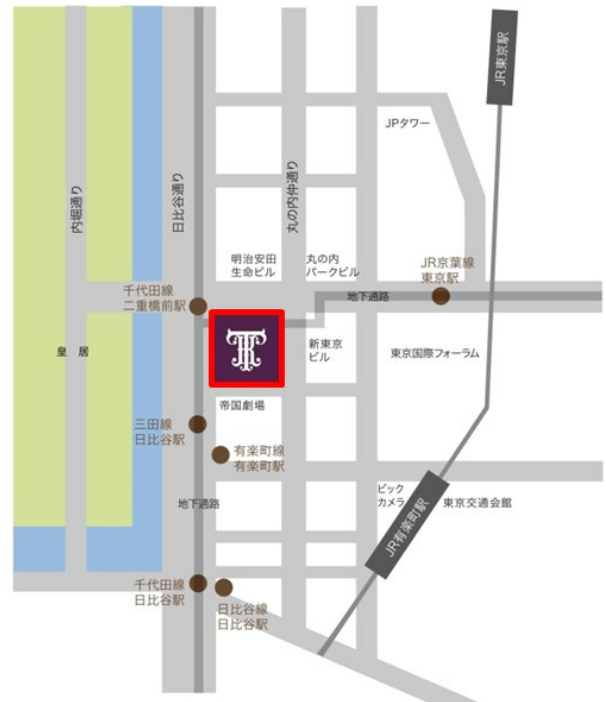 JR東京駅
JPタワー
内堀通り
日比谷通り
丸の内仲通り
明治安田
生命ビル
丸の内
パークビル
JR京葉線
東京駅
千代田線
二重橋前駅
地下通路
皇 居
新東京
ビル
東京国際フォーラム
帝国劇場
三田線
日比谷駅
有楽町線
有楽町駅
ビック
カメラ
東京交通会館
地下通路
JR有楽町駅
千代田線
日比谷駅
日比谷線
日比谷駅